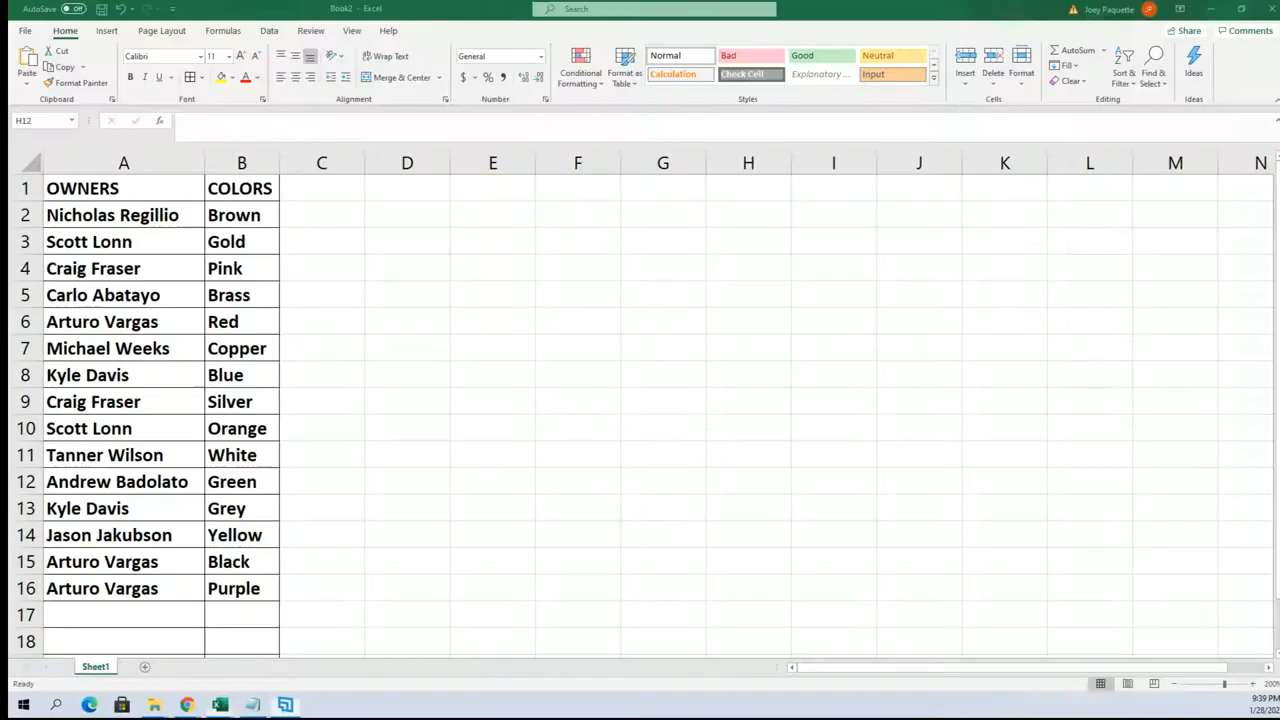 AutoSave Off Book2 - Excel Search Joey Paquette JP
File Home Insert Page Layout Formulas Data Review View Help Share Comments
Paste Cut Copy Format Painter
Calibri 11 A A
B I U A
Wrap Text
Merge & Center
General
$ % 9
Conditional Formatting
Format as Table
Normal Bad Good Neutral
Calculation Check Cell Explanatory ... Input
Insert Delete Format
AutoSum
Fill
Clear
Sort & Filter
Find & Select
Ideas
Clipboard Font Alignment Number Styles Cells Editing Ideas
H12 fx
A B C D E F G H I J K L M N
1 OWNERS COLORS
2 Nicholas Regillio Brown
3 Scott Lonn Gold
4 Craig Fraser Pink
5 Carlo Abatayo Brass
6 Arturo Vargas Red
7 Michael Weeks Copper
8 Kyle Davis Blue
9 Craig Fraser Silver
10 Scott Lonn Orange
11 Tanner Wilson White
12 Andrew Badolato Green
13 Kyle Davis Grey
14 Jason Jakubson Yellow
15 Arturo Vargas Black
16 Arturo Vargas Purple
17
18
Sheet1
Ready 200%
9:39 PM